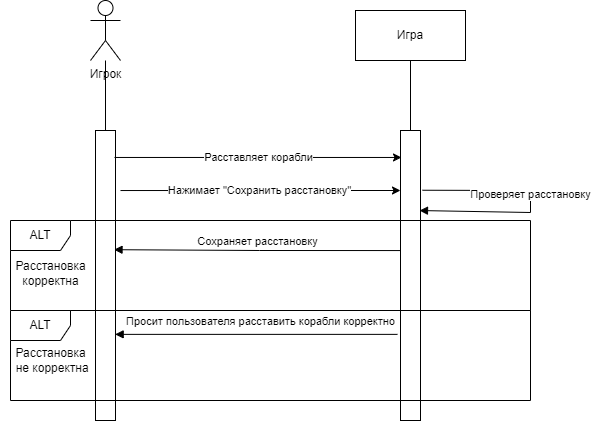 Игрок
Игра
Расставляет корабли
Нажимает "Сохранить расстановку"
Проверяет расстановку
ALT
Сохраняет расстановку
Расстановка
корректна
ALT
Просит пользователя расставить корабли корректно
Расстановка
не корректна